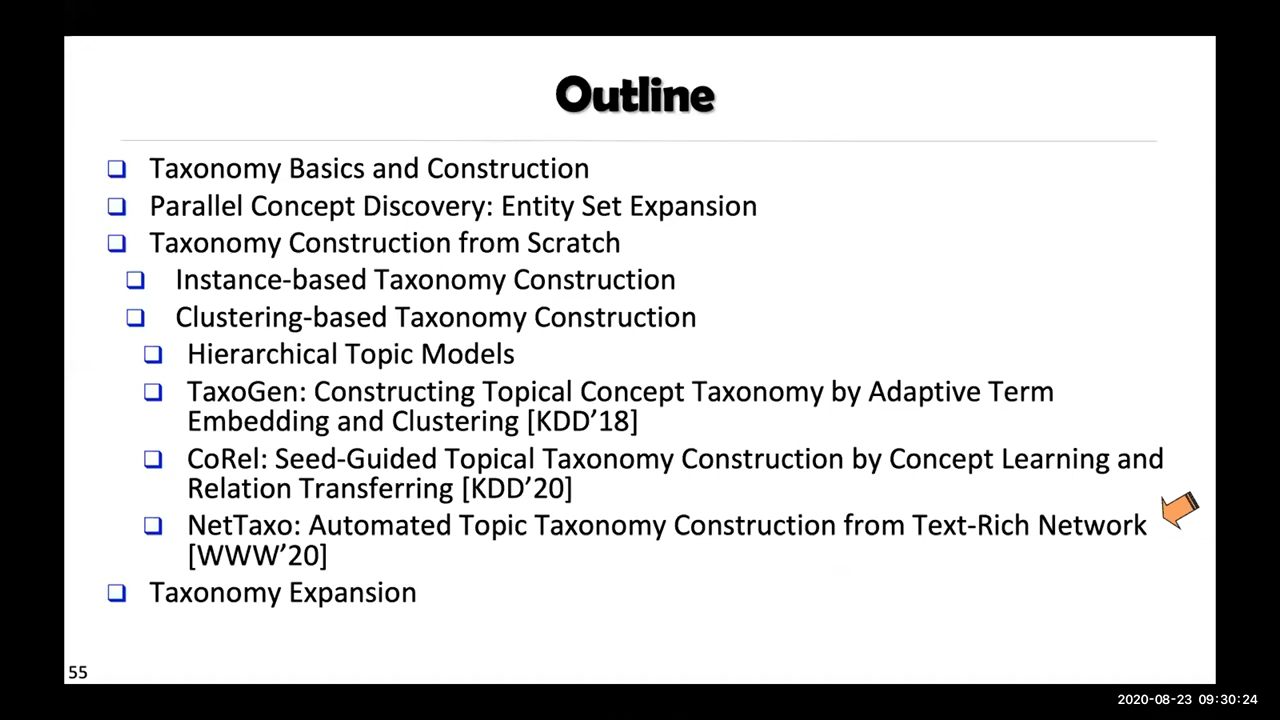 Outline
Taxonomy Basics and Construction
Parallel Concept Discovery: Entity Set Expansion
Taxonomy Construction from Scratch
Instance-based Taxonomy Construction
Clustering-based Taxonomy Construction
Hierarchical Topic Models
TaxoGen: Constructing Topical Concept Taxonomy by Adaptive Term
Embedding and Clustering [KDD’18]
CoRel: Seed-Guided Topical Taxonomy Construction by Concept Learning and
Relation Transferring [KDD’20]
NetTaxo: Automated Topic Taxonomy Construction from Text-Rich Network
[WWW’20]
Taxonomy Expansion
55
2020-08-23 09:30:24